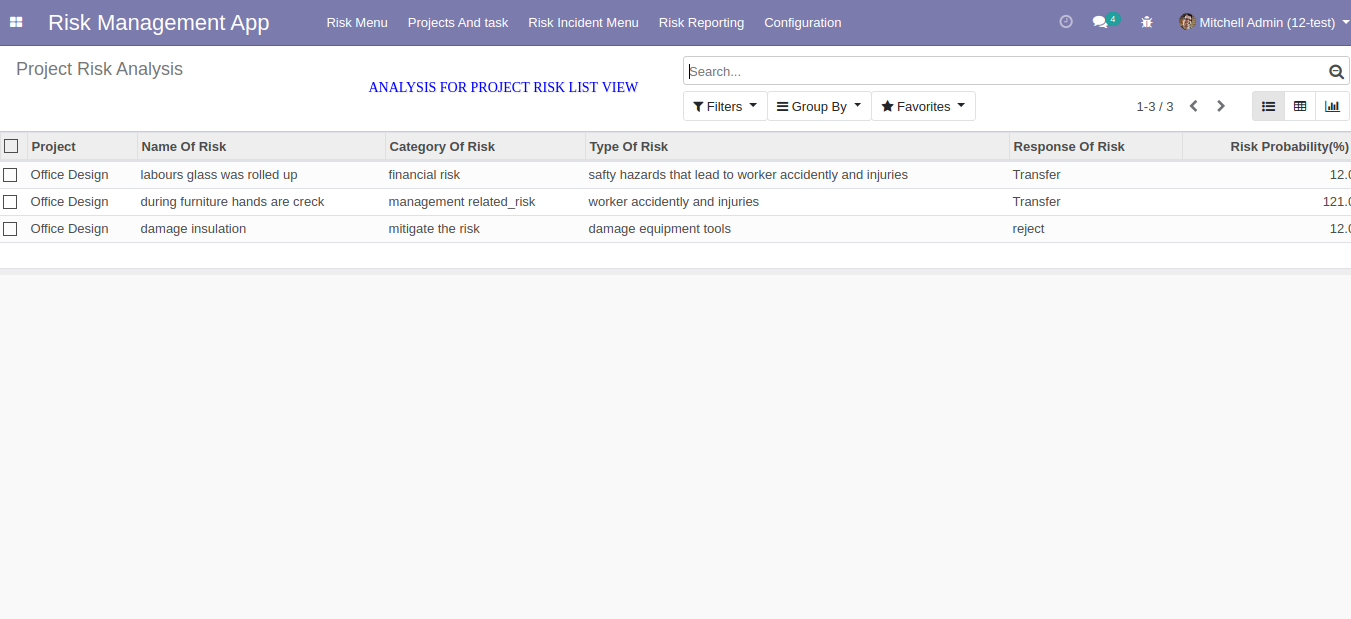 Risk Management App Risk Menu Projects And task Risk Incident Menu Risk Reporting Configuration 4 Mitchell Admin (12-test)
Project Risk Analysis
Search...
ANALYSIS FOR PROJECT RISK LIST VIEW
Filters Group By Favorites 1-3 / 3
Project Name Of Risk Category Of Risk Type Of Risk Response Of Risk Risk Probability(%)
Office Design labours glass was rolled up financial risk safty hazards that lead to worker accidently and injuries Transfer 12.0
Office Design during furniture hands are creck management related_risk worker accidently and injuries Transfer 121.0
Office Design damage insulation mitigate the risk damage equipment tools reject 12.0